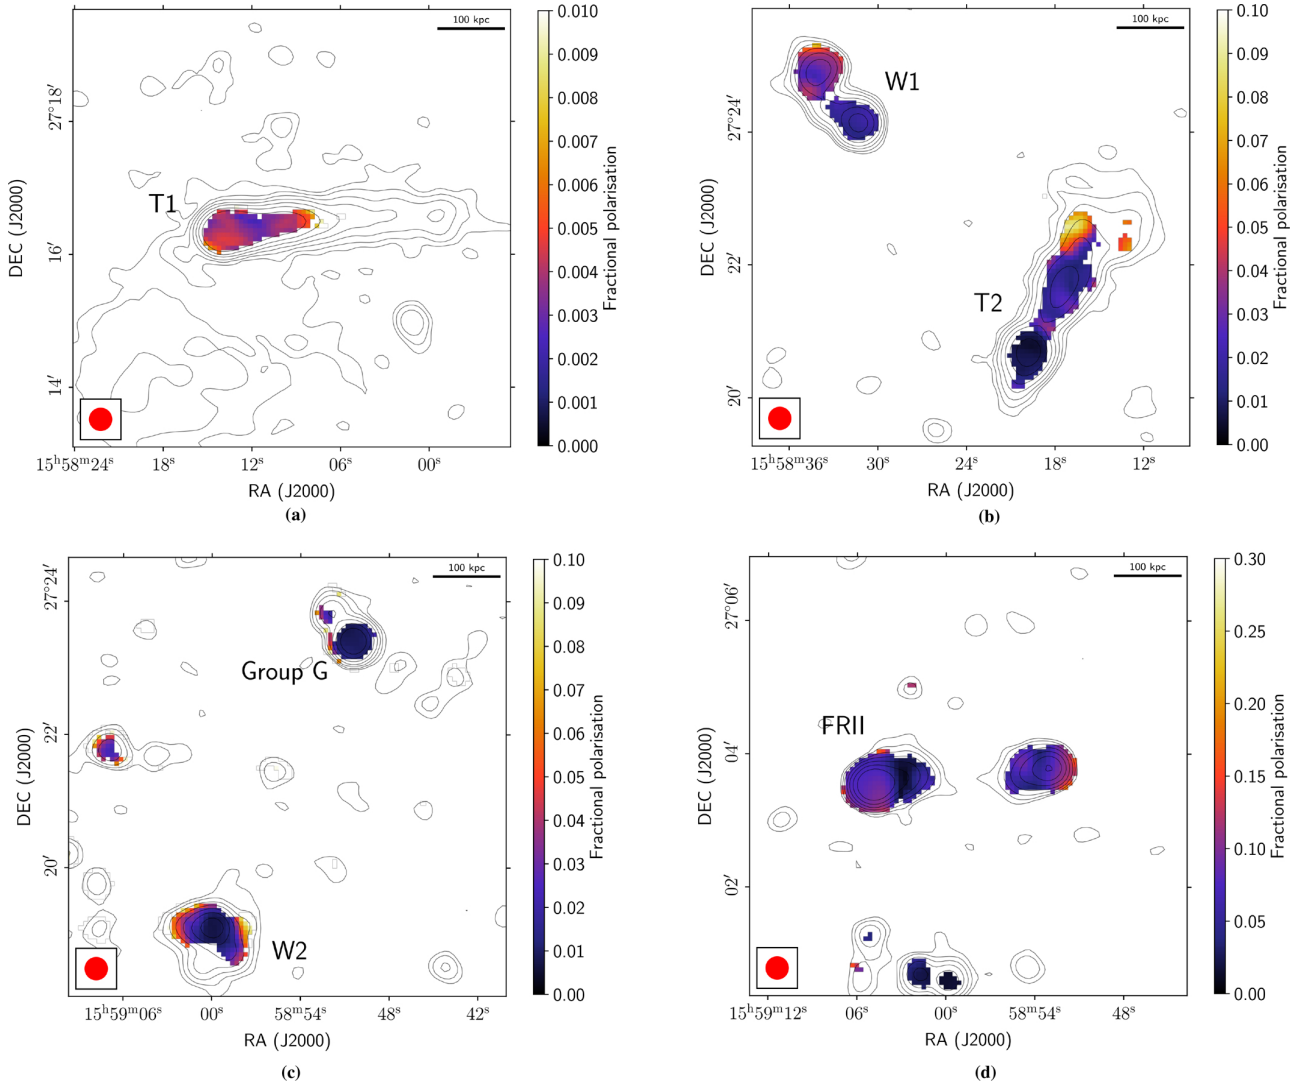 100 kpc
T1
27°18′
16′
14′
DEC (J2000)
15ʰ58ᵐ24ˢ
18ˢ
12ˢ
06ˢ
00ˢ
RA (J2000)
0.010
0.009
0.008
0.007
0.006
0.005
0.004
0.003
0.002
0.001
0.000
Fractional polarisation
(a)
100 kpc
W1
T2
27°24′
22′
20′
DEC (J2000)
15ʰ58ᵐ36ˢ
30ˢ
24ˢ
18ˢ
12ˢ
RA (J2000)
0.10
0.09
0.08
0.07
0.06
0.05
0.04
0.03
0.02
0.01
0.00
Fractional polarisation
(b)
100 kpc
Group G
W2
27°24′
22′
20′
DEC (J2000)
15ʰ59ᵐ06ˢ
00ˢ
58ᵐ54ˢ
48ˢ
42ˢ
RA (J2000)
0.10
0.09
0.08
0.07
0.06
0.05
0.04
0.03
0.02
0.01
0.00
Fractional polarisation
(c)
100 kpc
FRII
27°06′
04′
02′
DEC (J2000)
15ʰ59ᵐ12ˢ
06ˢ
00ˢ
58ᵐ54ˢ
48ˢ
RA (J2000)
0.30
0.25
0.20
0.15
0.10
0.05
0.00
Fractional polarisation
(d)